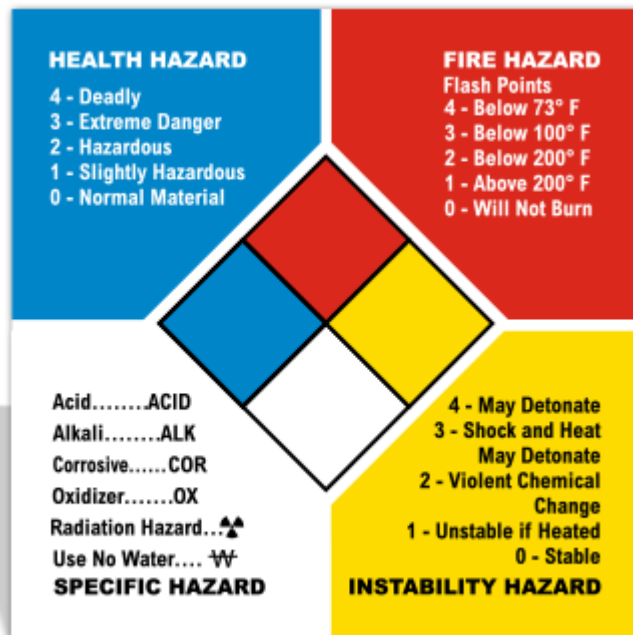 HEALTH HAZARD
4 - Deadly
3 - Extreme Danger
2 - Hazardous
1 - Slightly Hazardous
0 - Normal Material
FIRE HAZARD
Flash Points
4 - Below 73° F
3 - Below 100° F
2 - Below 200° F
1 - Above 200° F
0 - Will Not Burn
Acid........ACID
Alkali........ALK
Corrosive......COR
Oxidizer.......OX
Radiation Hazard...☢
Use No Water.... W̶
SPECIFIC HAZARD
4 - May Detonate
3 - Shock and Heat
May Detonate
2 - Violent Chemical
Change
1 - Unstable if Heated
0 - Stable
INSTABILITY HAZARD